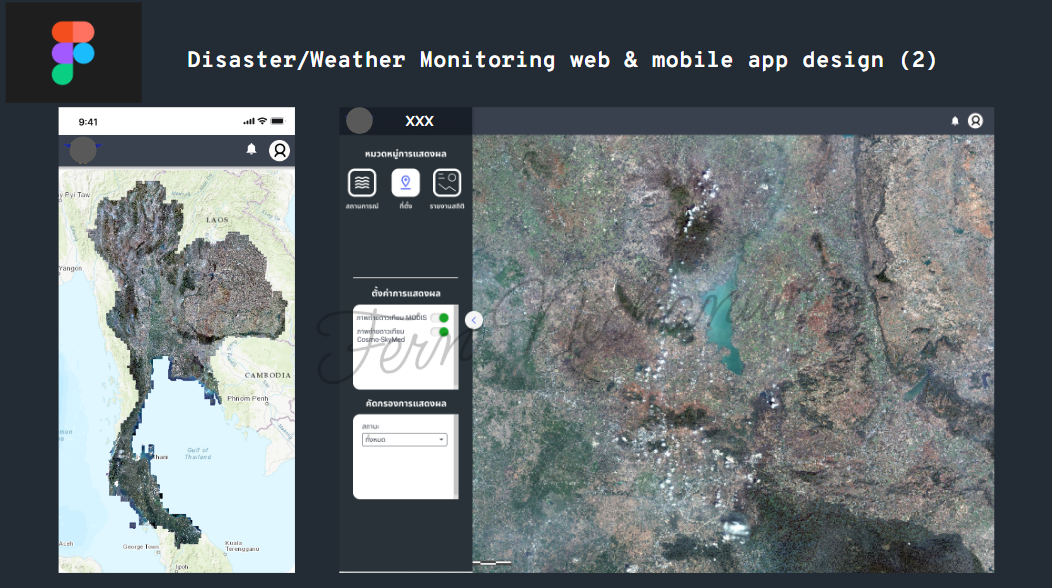 Disaster/Weather Monitoring web & mobile app design (2)
9:41
Pyi Taw
LAOS
Yangon
CAMBODIA
Phnom Penh
Gulf of
Thailand
Aceh
George Town
Kuala
Terengganu
Ipoh
XXX
หมวดหมู่การแสดงผล
สถานการณ์ ที่ตั้ง รายงานสถิติ
ตั้งค่าการแสดงผล
ภาพถ่ายดาวเทียม MODIS
ภาพถ่ายดาวเทียม
Cosmo-SkyMed
คัดกรองการแสดงผล
สถานะ
ทั้งหมด